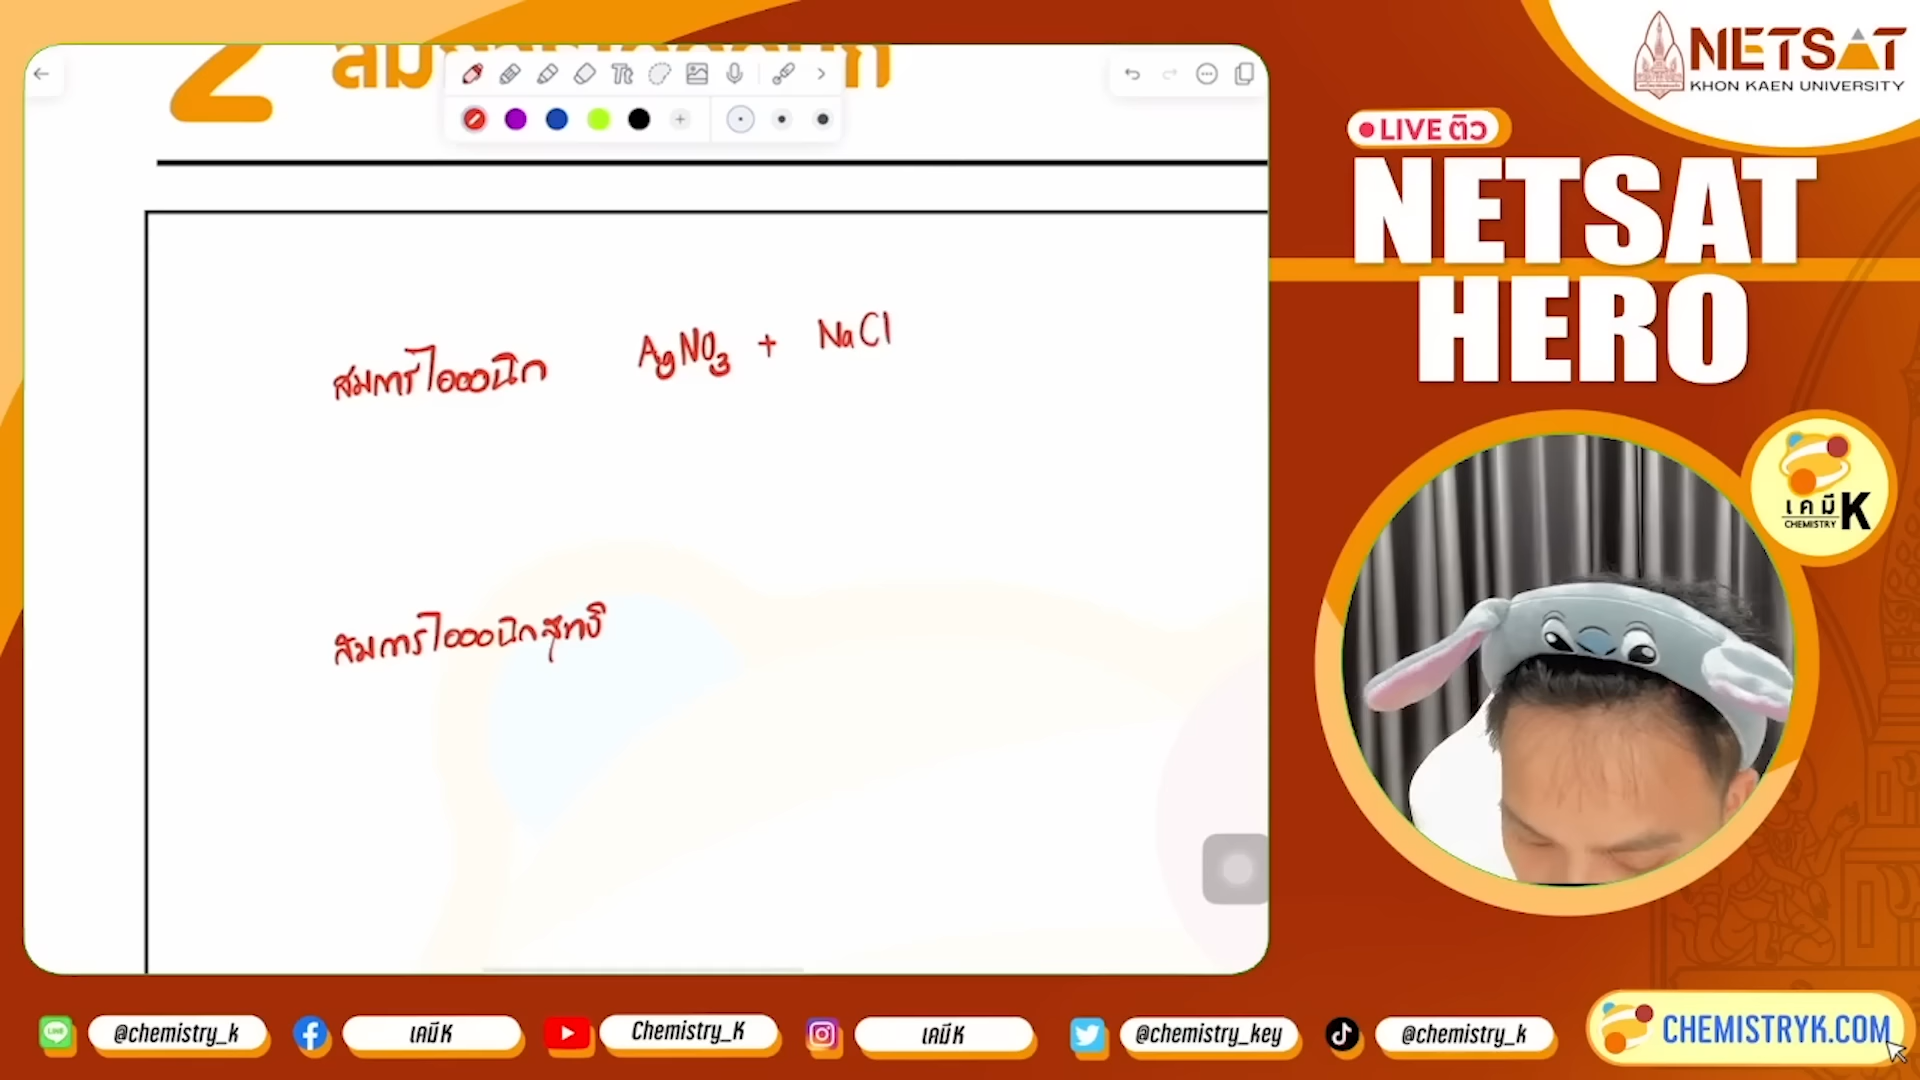 2
NETSAT
KHON KAEN UNIVERSITY
LIVE ติว
NETSAT
HERO
สมการไอออนิก AgNO3 + NaCl
สมการไอออนิกสุทธิ
เคมี K
CHEMISTRY
@chemistry_k
เคมี K
Chemistry_K
เคมี K
@chemistry_key
@chemistry_k
CHEMISTRYK.COM